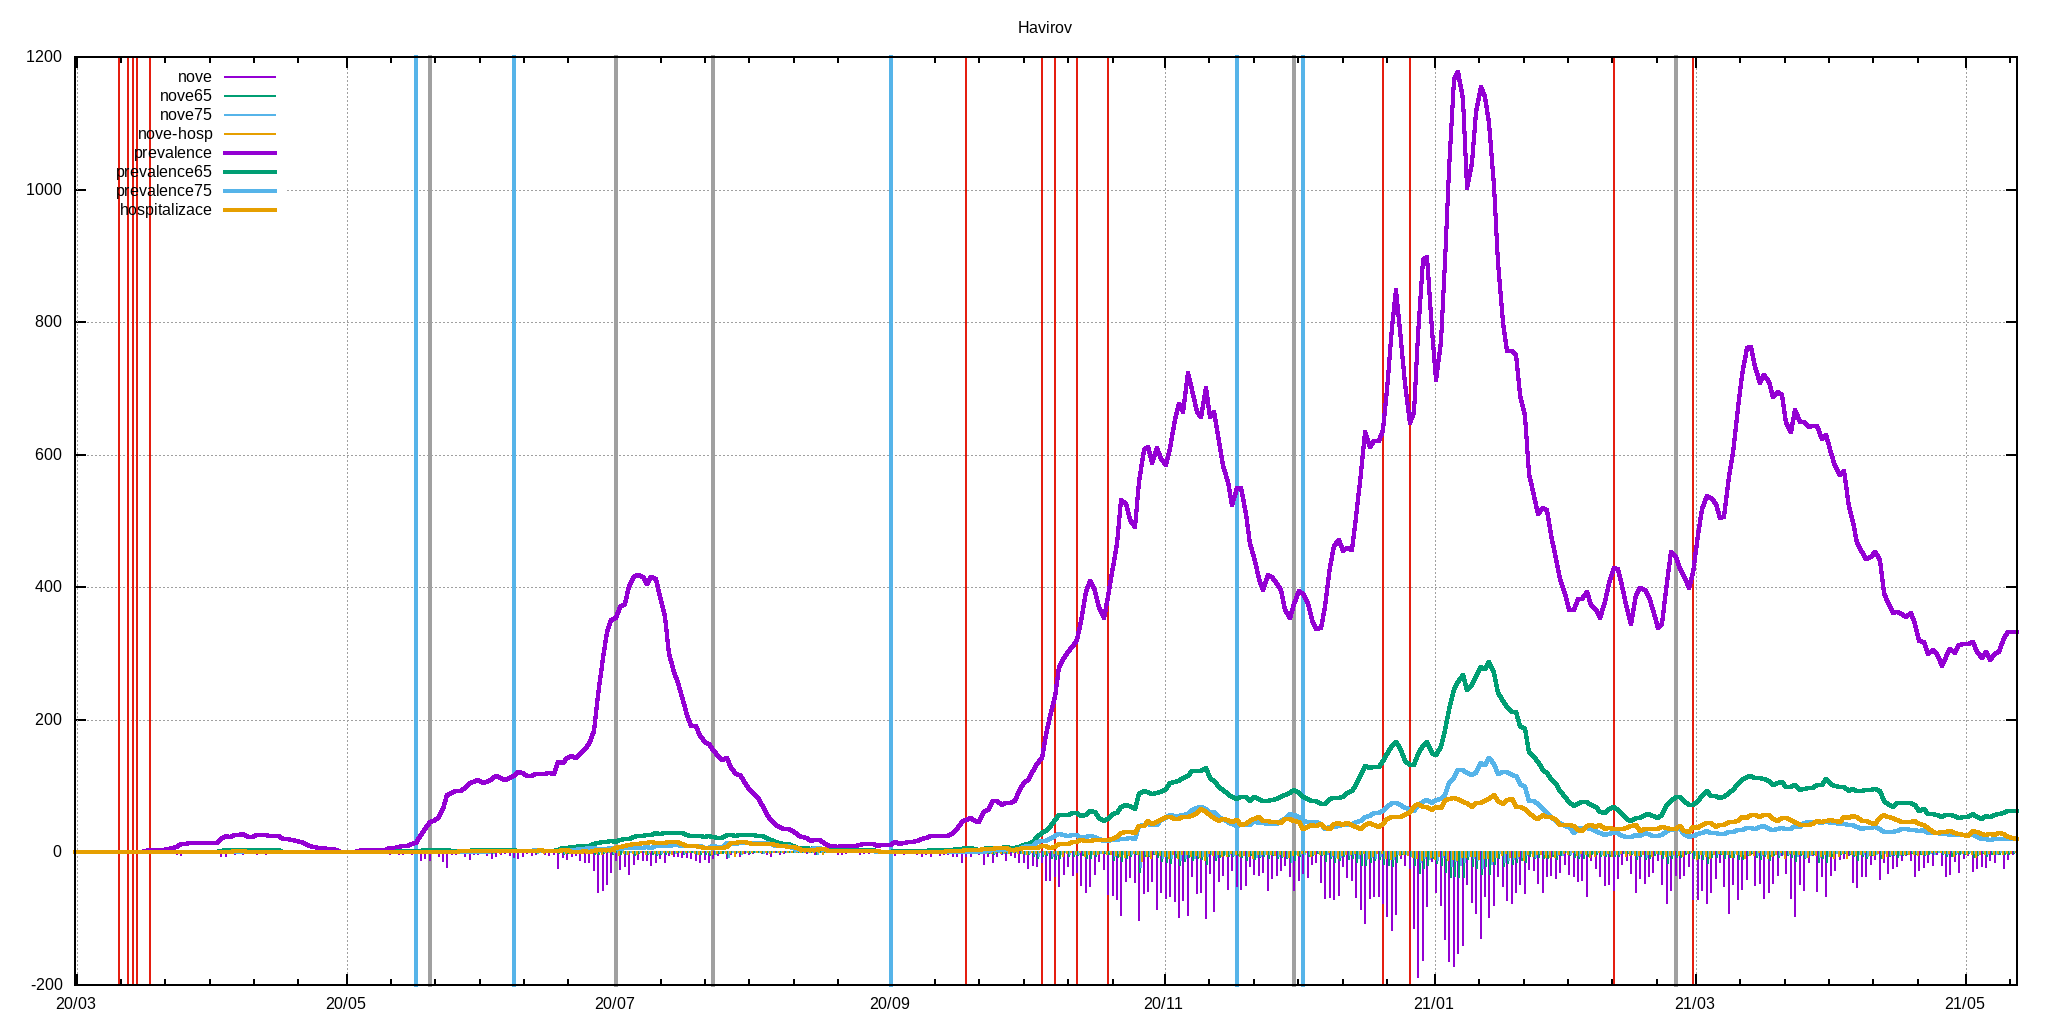 Havirov
1200
1000
800
600
400
200
0
-200
nove
nove65
nove75
nove-hosp
prevalence
prevalence65
prevalence75
hospitalizace
20/03 20/05 20/07 20/09 20/11 21/01 21/03 21/05